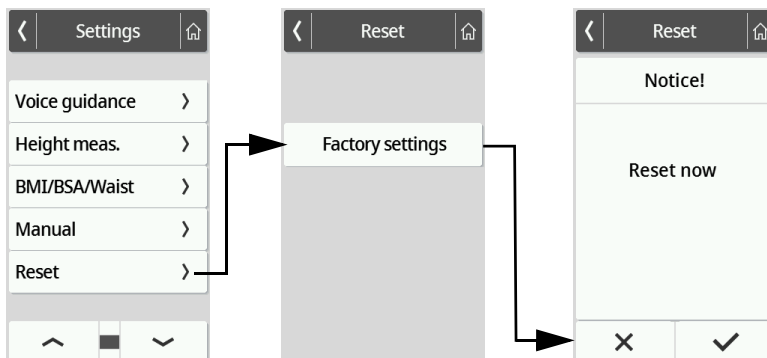 Settings
Voice guidance
Height meas.
BMI/BSA/Waist
Manual
Reset
Reset
Factory settings
Reset
Notice!
Reset now